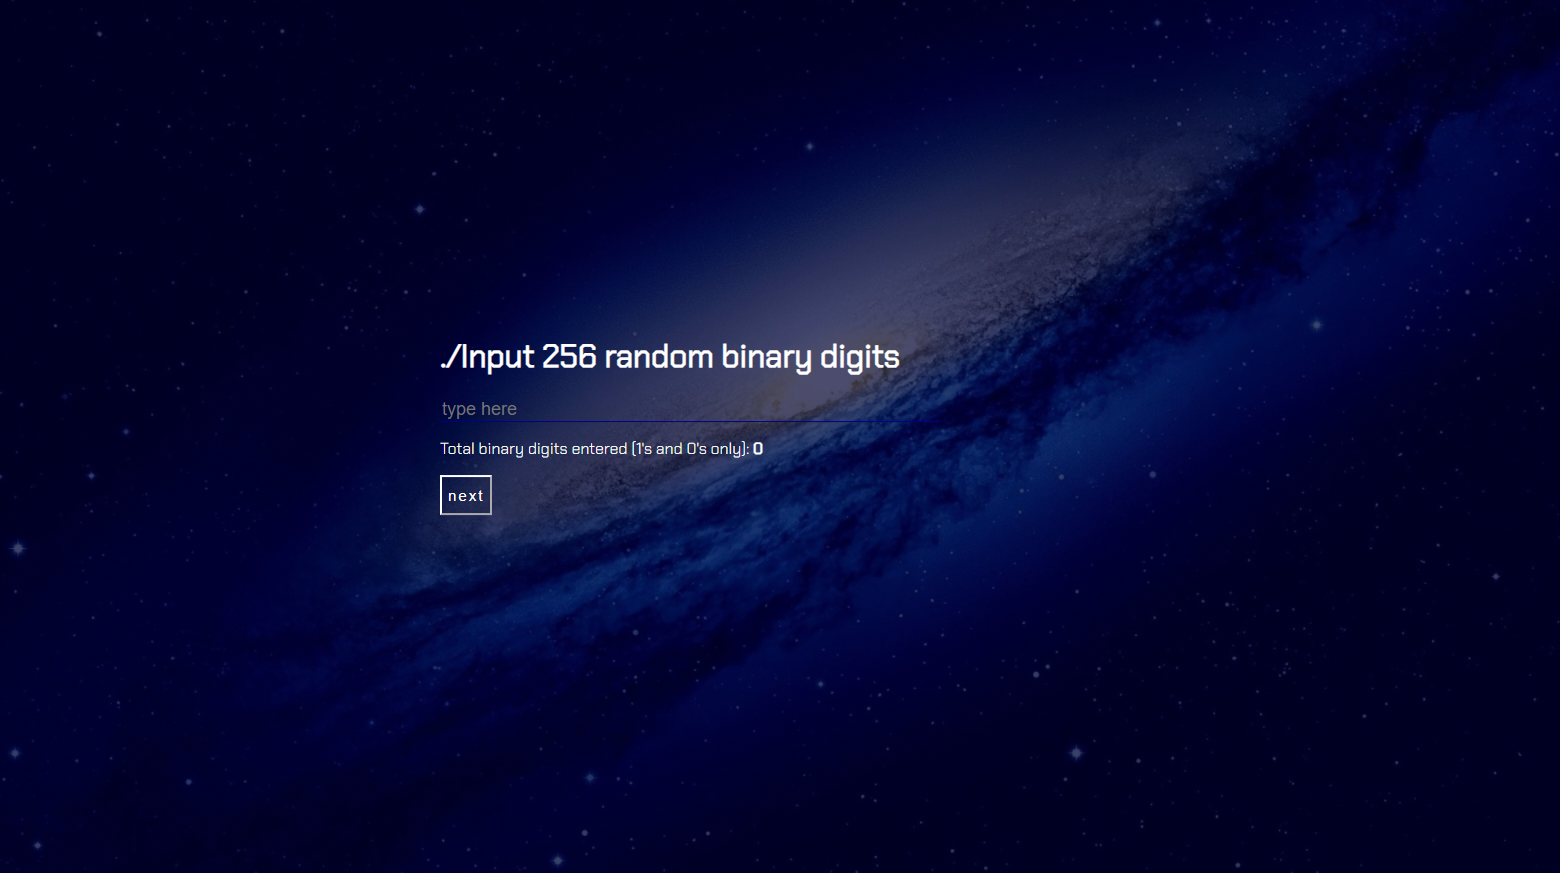 ./Input 256 random binary digits
type here
Total binary digits entered (1's and 0's only): 0
next